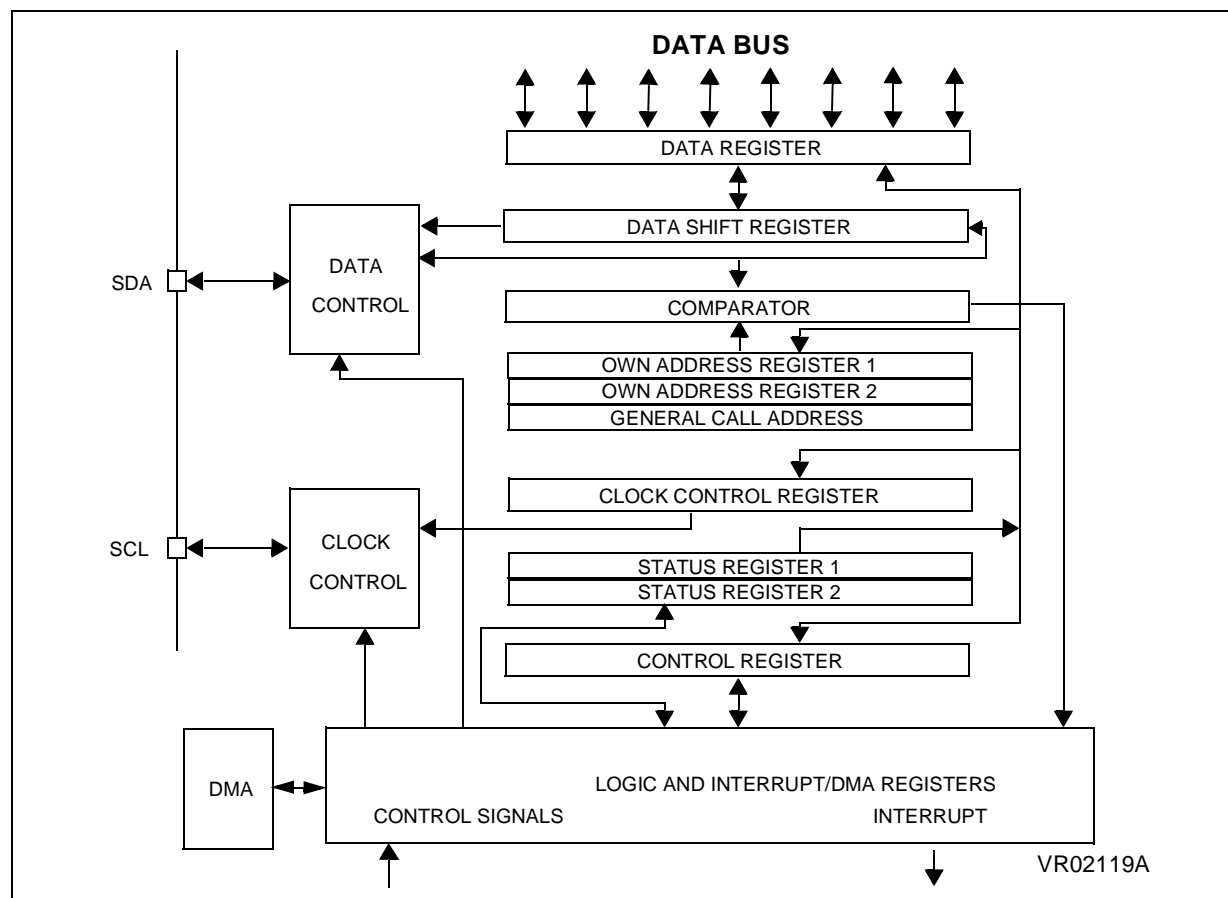 DATA BUS
DATA REGISTER
DATA SHIFT REGISTER
DATA
CONTROL
SDA
COMPARATOR
OWN ADDRESS REGISTER 1
OWN ADDRESS REGISTER 2
GENERAL CALL ADDRESS
CLOCK CONTROL REGISTER
CLOCK
CONTROL
SCL
STATUS REGISTER 1
STATUS REGISTER 2
CONTROL REGISTER
DMA
LOGIC AND INTERRUPT/DMA REGISTERS
CONTROL SIGNALS
INTERRUPT
VR02119A